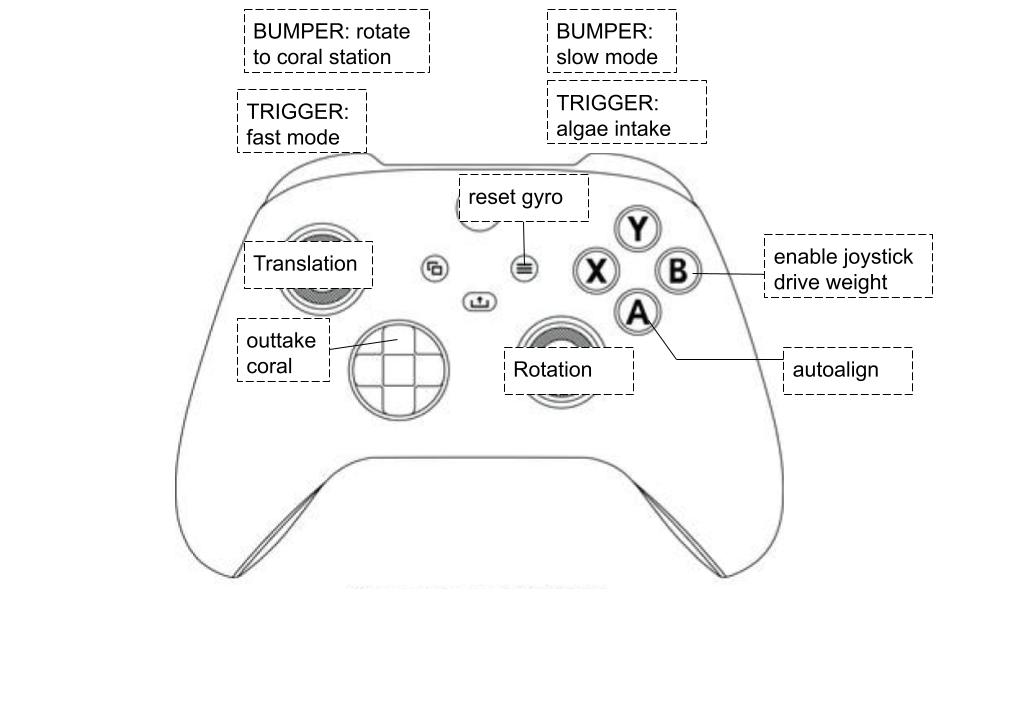 BUMPER: rotate
to coral station
BUMPER:
slow mode
TRIGGER:
fast mode
TRIGGER:
algae intake
reset gyro
Y
Translation
X
B
enable joystick
drive weight
A
outtake
coral
Rotation
autoalign